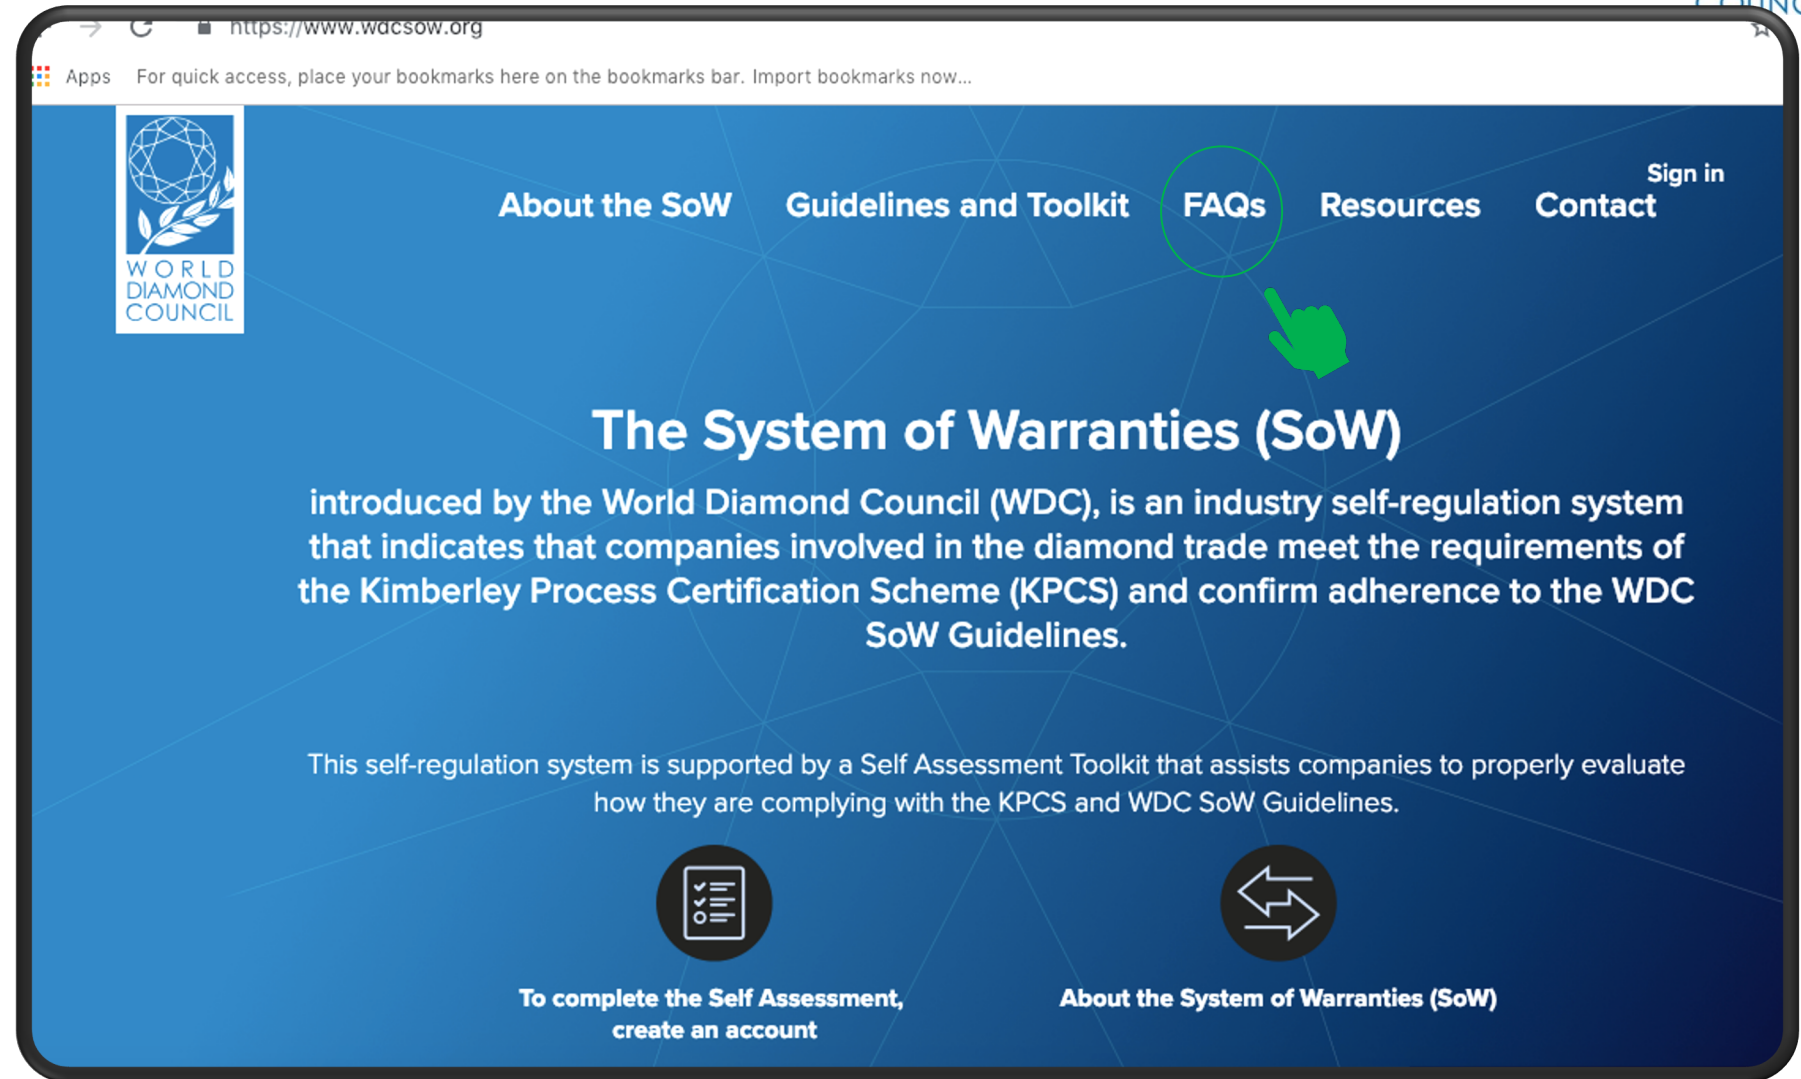 COUNC
https://www.wdcsow.org
Apps For quick access, place your bookmarks here on the bookmarks bar. Import bookmarks now...
WORLD
DIAMOND
COUNCIL
Sign in
About the SoW Guidelines and Toolkit FAQs Resources Contact
The System of Warranties (SoW)
introduced by the World Diamond Council (WDC), is an industry self-regulation system
that indicates that companies involved in the diamond trade meet the requirements of
the Kimberley Process Certification Scheme (KPCS) and confirm adherence to the WDC
SoW Guidelines.
This self-regulation system is supported by a Self Assessment Toolkit that assists companies to properly evaluate
how they are complying with the KPCS and WDC SoW Guidelines.
To complete the Self Assessment,
create an account
About the System of Warranties (SoW)